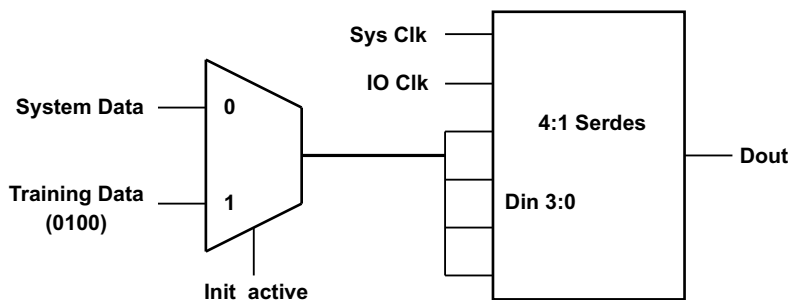 Sys Clk
IO Clk
System Data
0
4:1 Serdes
Dout
Training Data
(0100)
1
Din 3:0
Init active